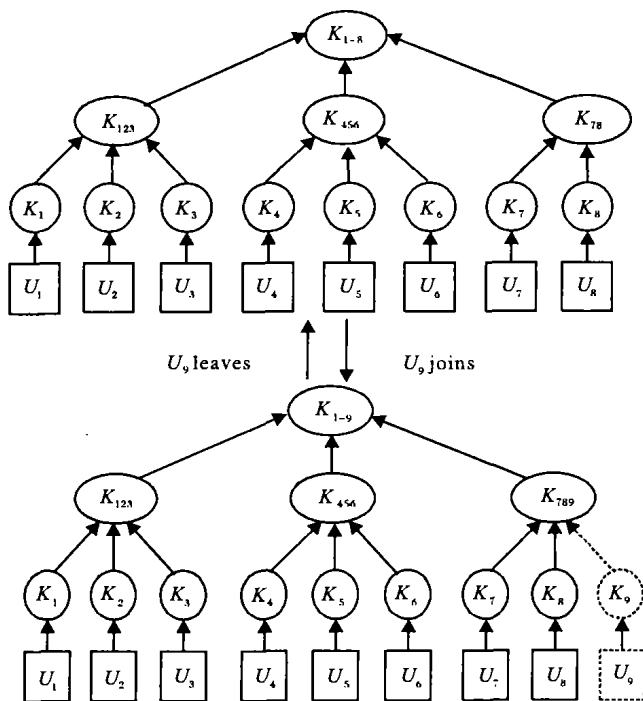 K₁₋₈
K₁₂₃ K₄₅₆ K₇₈
K₁ K₂ K₃ K₄ K₅ K₆ K₇ K₈
U₁ U₂ U₃ U₄ U₅ U₆ U₇ U₈
U₉ leaves U₉ joins
K₁₋₉
K₁₂₃ K₄₅₆ K₇₈₉
K₁ K₂ K₃ K₄ K₅ K₆ K₇ K₈ K₉
U₁ U₂ U₃ U₄ U₅ U₆ U₇ U₈ U₉